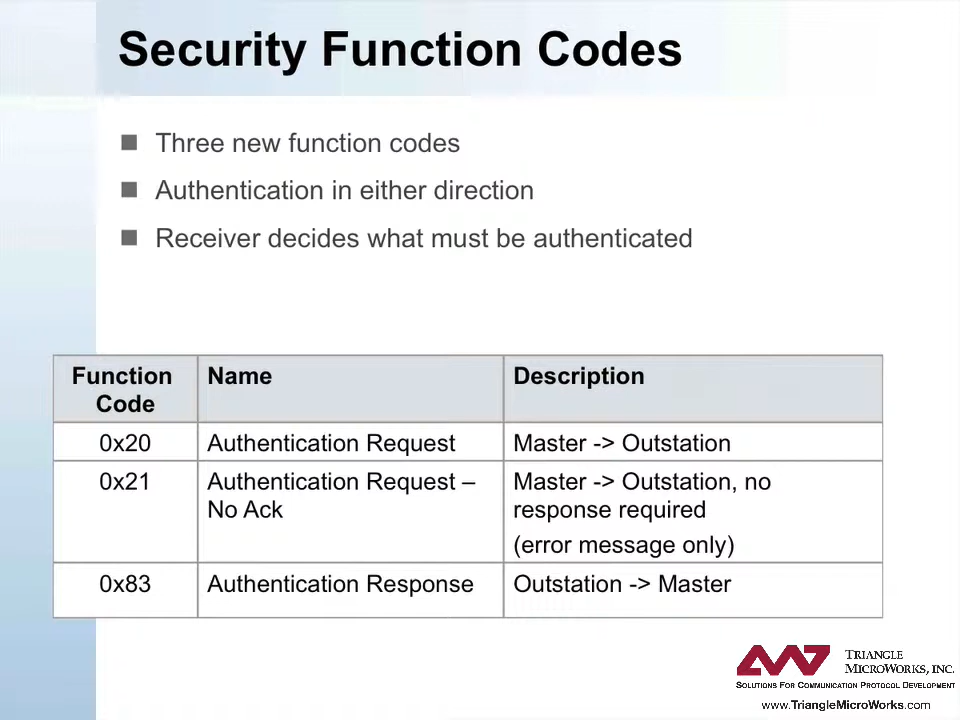 Security Function Codes
Three new function codes
Authentication in either direction
Receiver decides what must be authenticated
Function Code
Name
Description
0x20
Authentication Request
Master -> Outstation
0x21
Authentication Request –
No Ack
Master -> Outstation, no
response required
(error message only)
0x83
Authentication Response
Outstation -> Master
TRIANGLE
MICROWORKS, INC.
SOLUTIONS FOR COMMUNICATION PROTOCOL DEVELOPMENT
www.TriangleMicroWorks.com